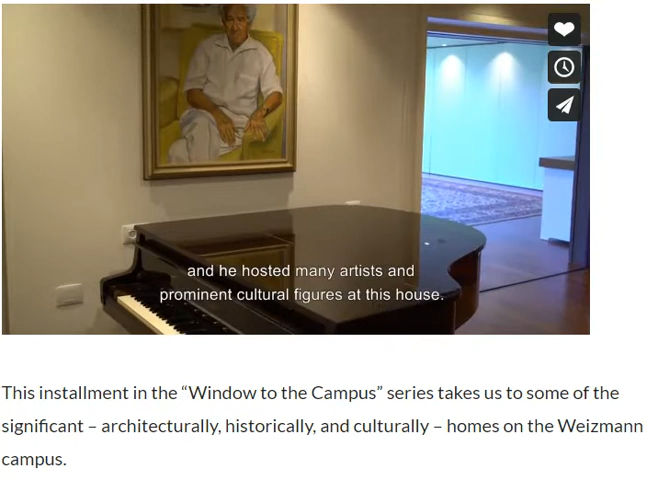 and he hosted many artists and
prominent cultural figures at this house.
This installment in the “Window to the Campus” series takes us to some of the
significant – architecturally, historically, and culturally – homes on the Weizmann
campus.